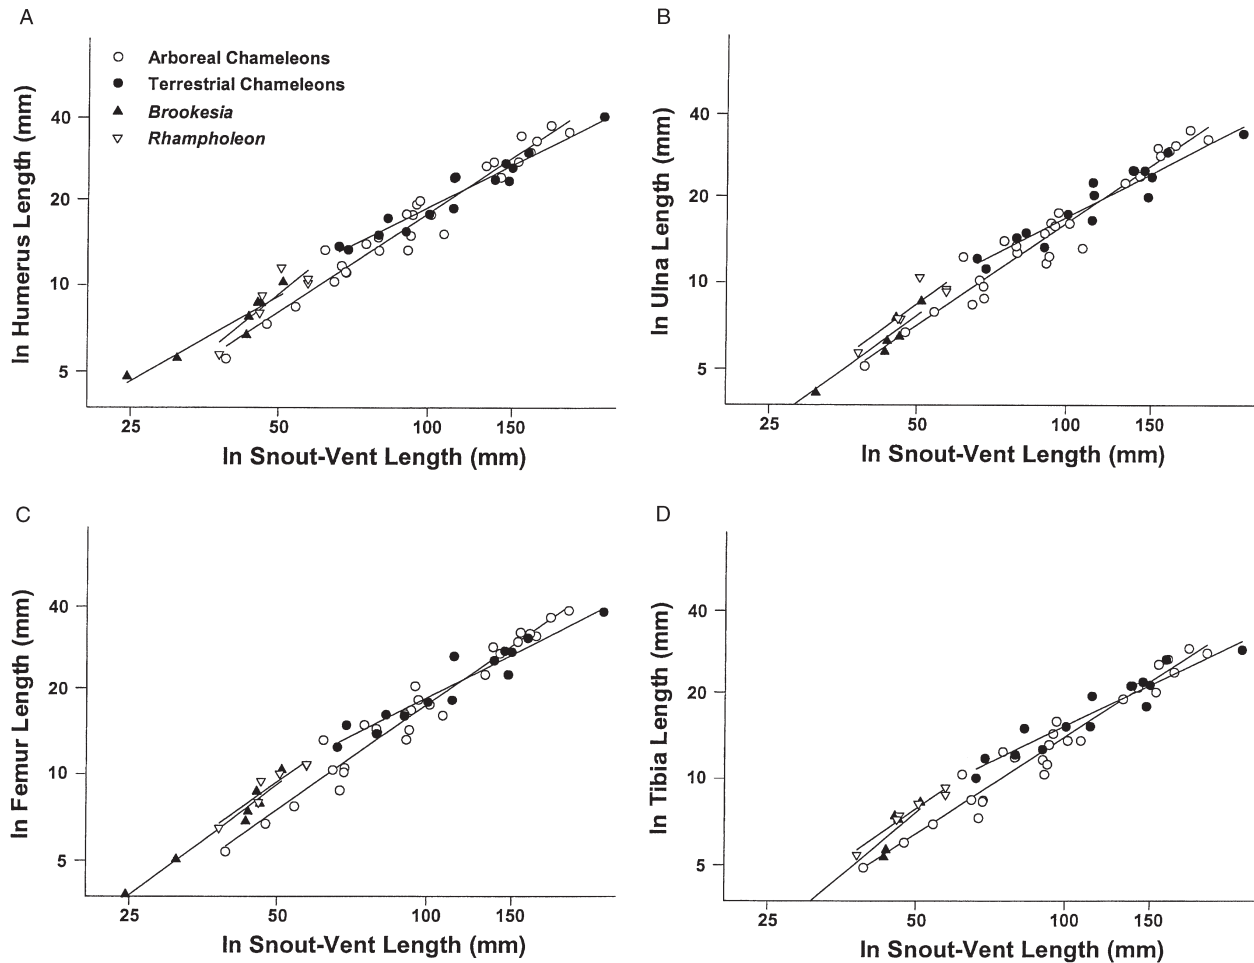 A
Arboreal Chameleons
Terrestrial Chameleons
Brookesia
Rhampholeon
ln Humerus Length (mm)
40
20
10
5
25
50
100
150
ln Snout-Vent Length (mm)
B
ln Ulna Length (mm)
40
20
10
5
25
50
100
150
ln Snout-Vent Length (mm)
C
ln Femur Length (mm)
40
20
10
5
25
50
100
150
ln Snout-Vent Length (mm)
D
ln Tibia Length (mm)
40
20
10
5
25
50
100
150
ln Snout-Vent Length (mm)